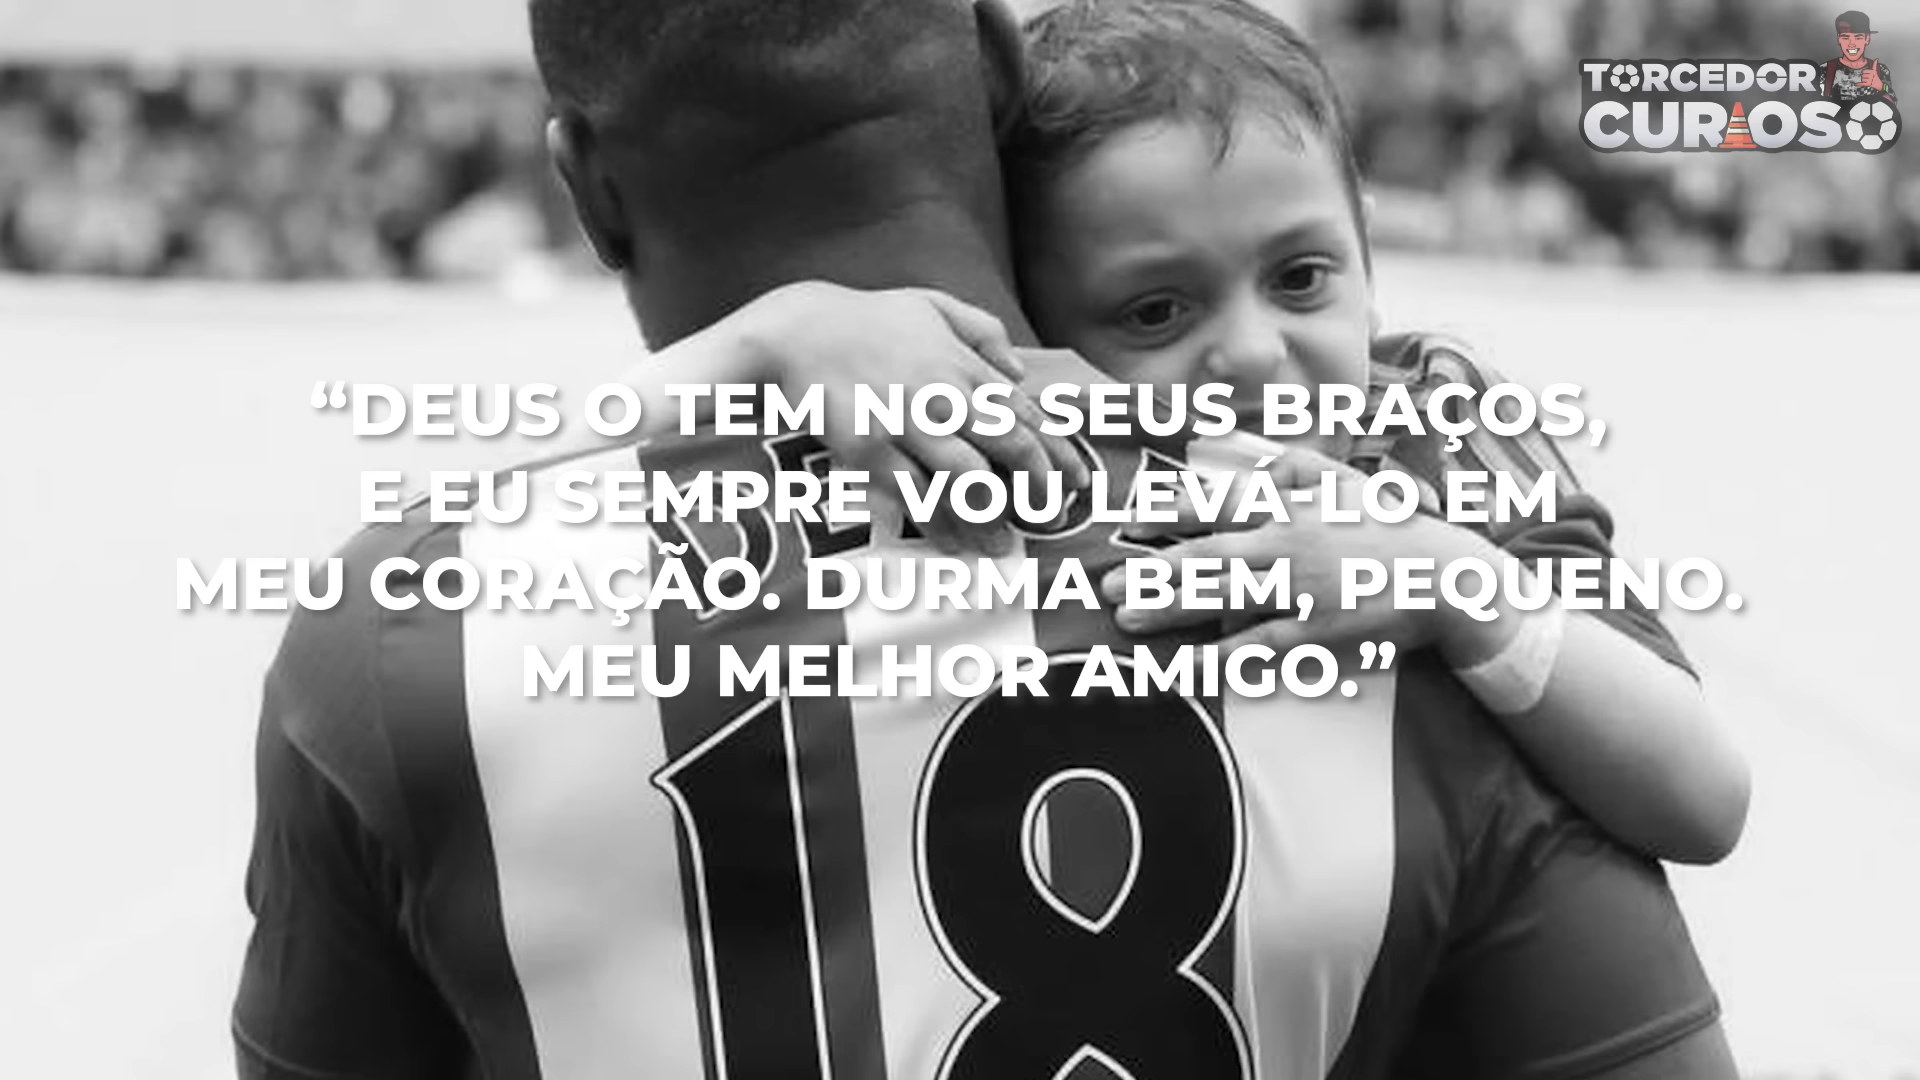 TORCEDOR
CURIOSO
“DEUS O TEM NOS SEUS BRAÇOS,
E EU SEMPRE VOU LEVÁ-LO EM
MEU CORAÇÃO. DURMA BEM, PEQUENO.
MEU MELHOR AMIGO.”
18